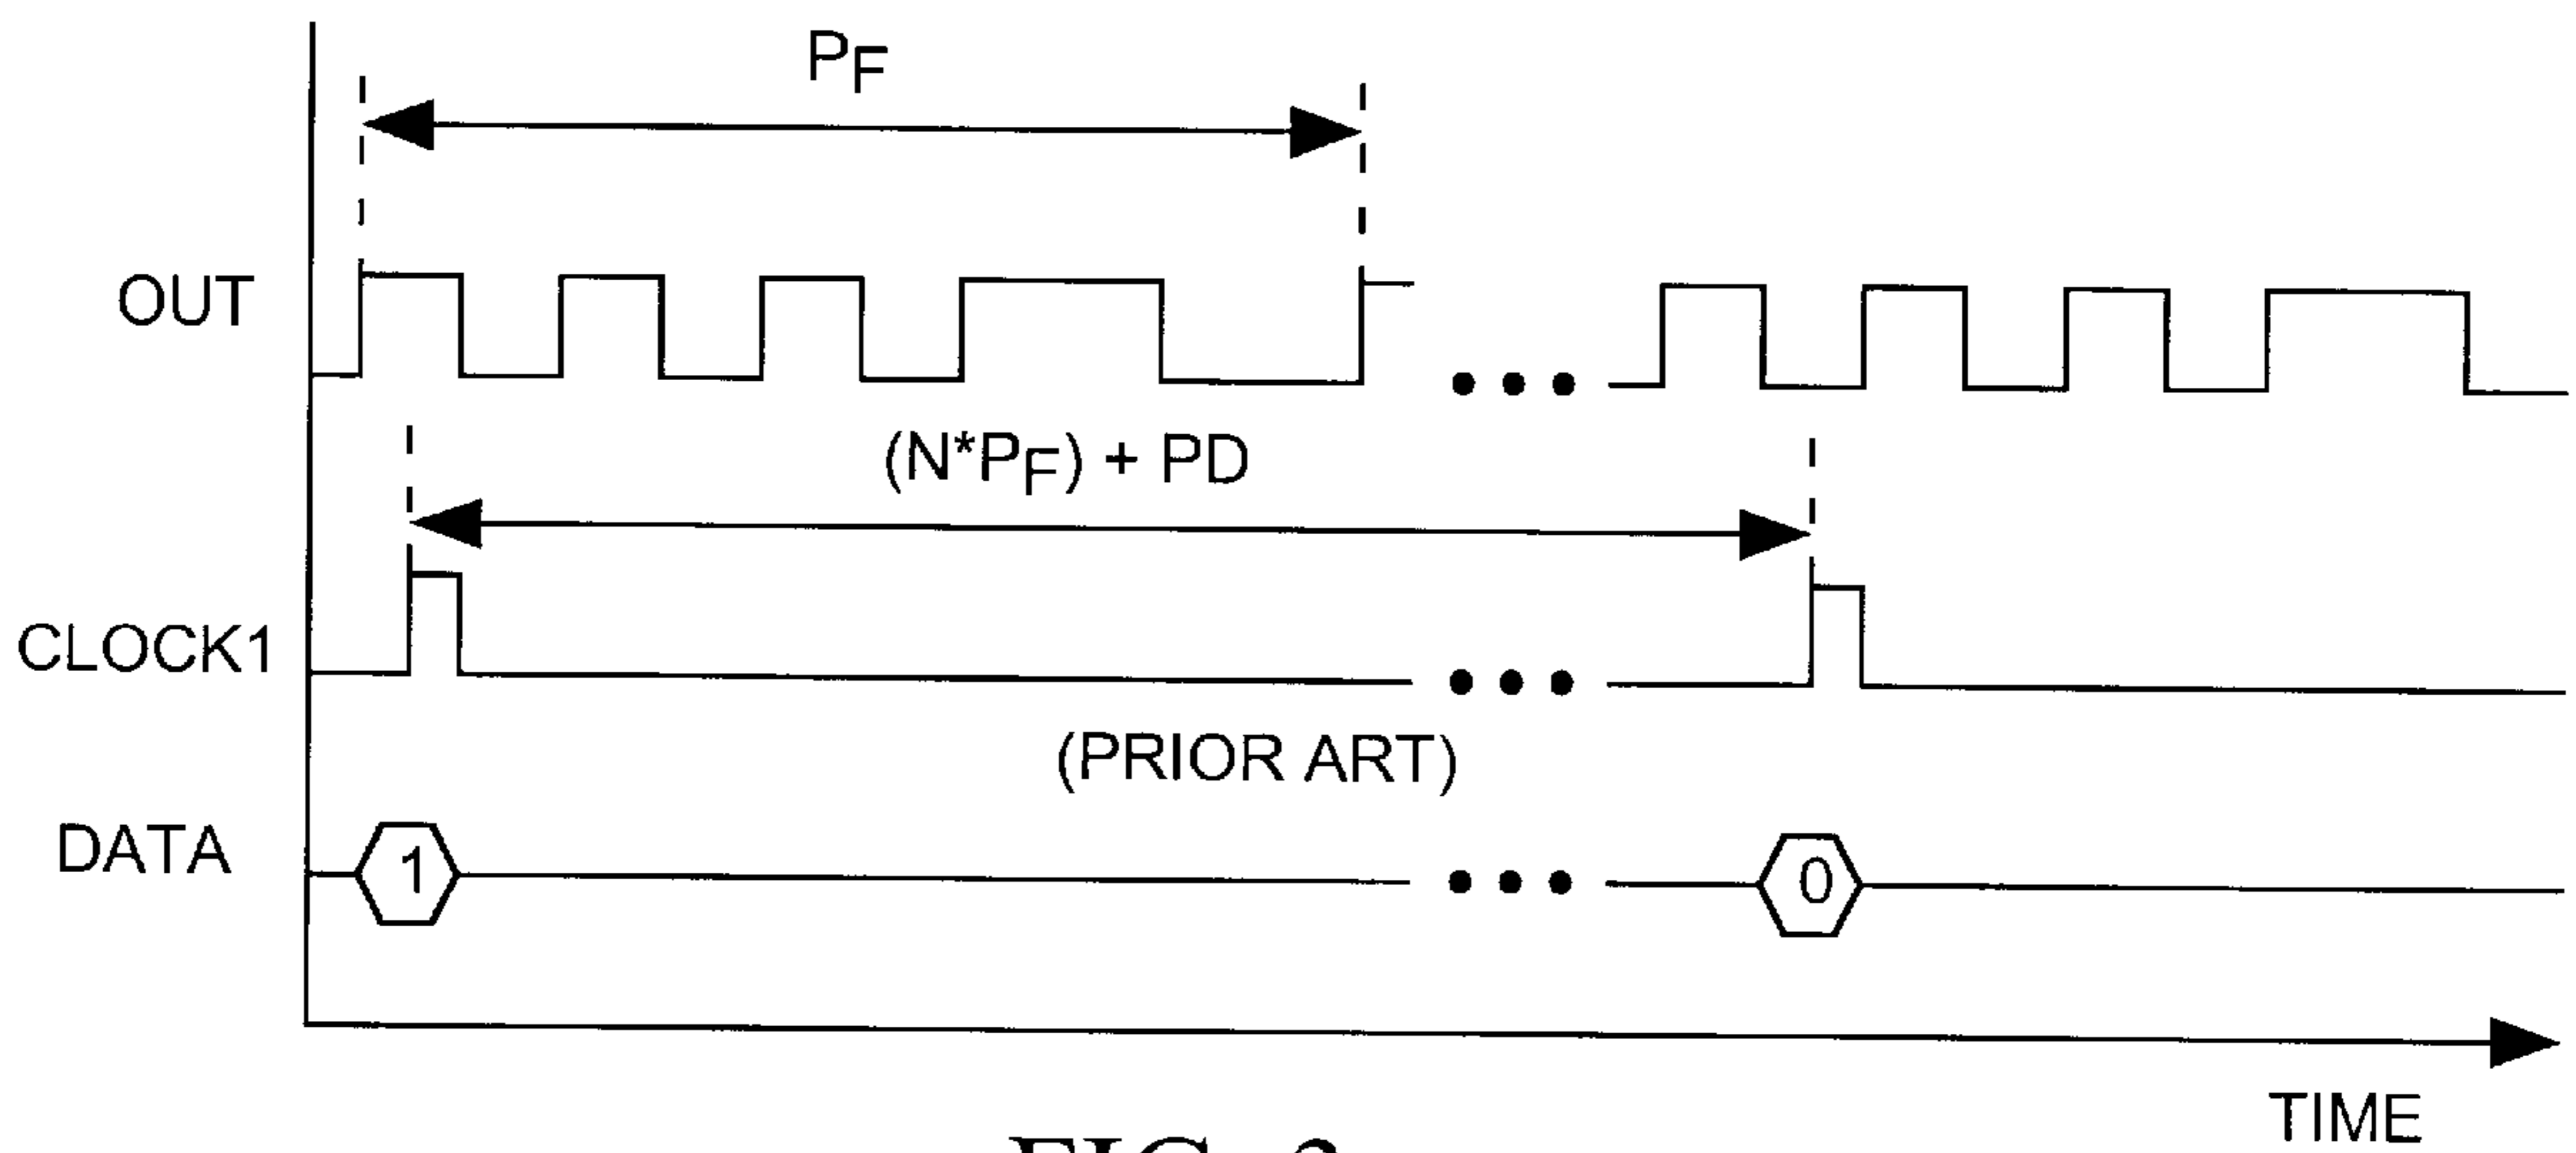 PF
OUT
(N*PF) + PD
CLOCK1
(PRIOR ART)
DATA
1
0
TIME